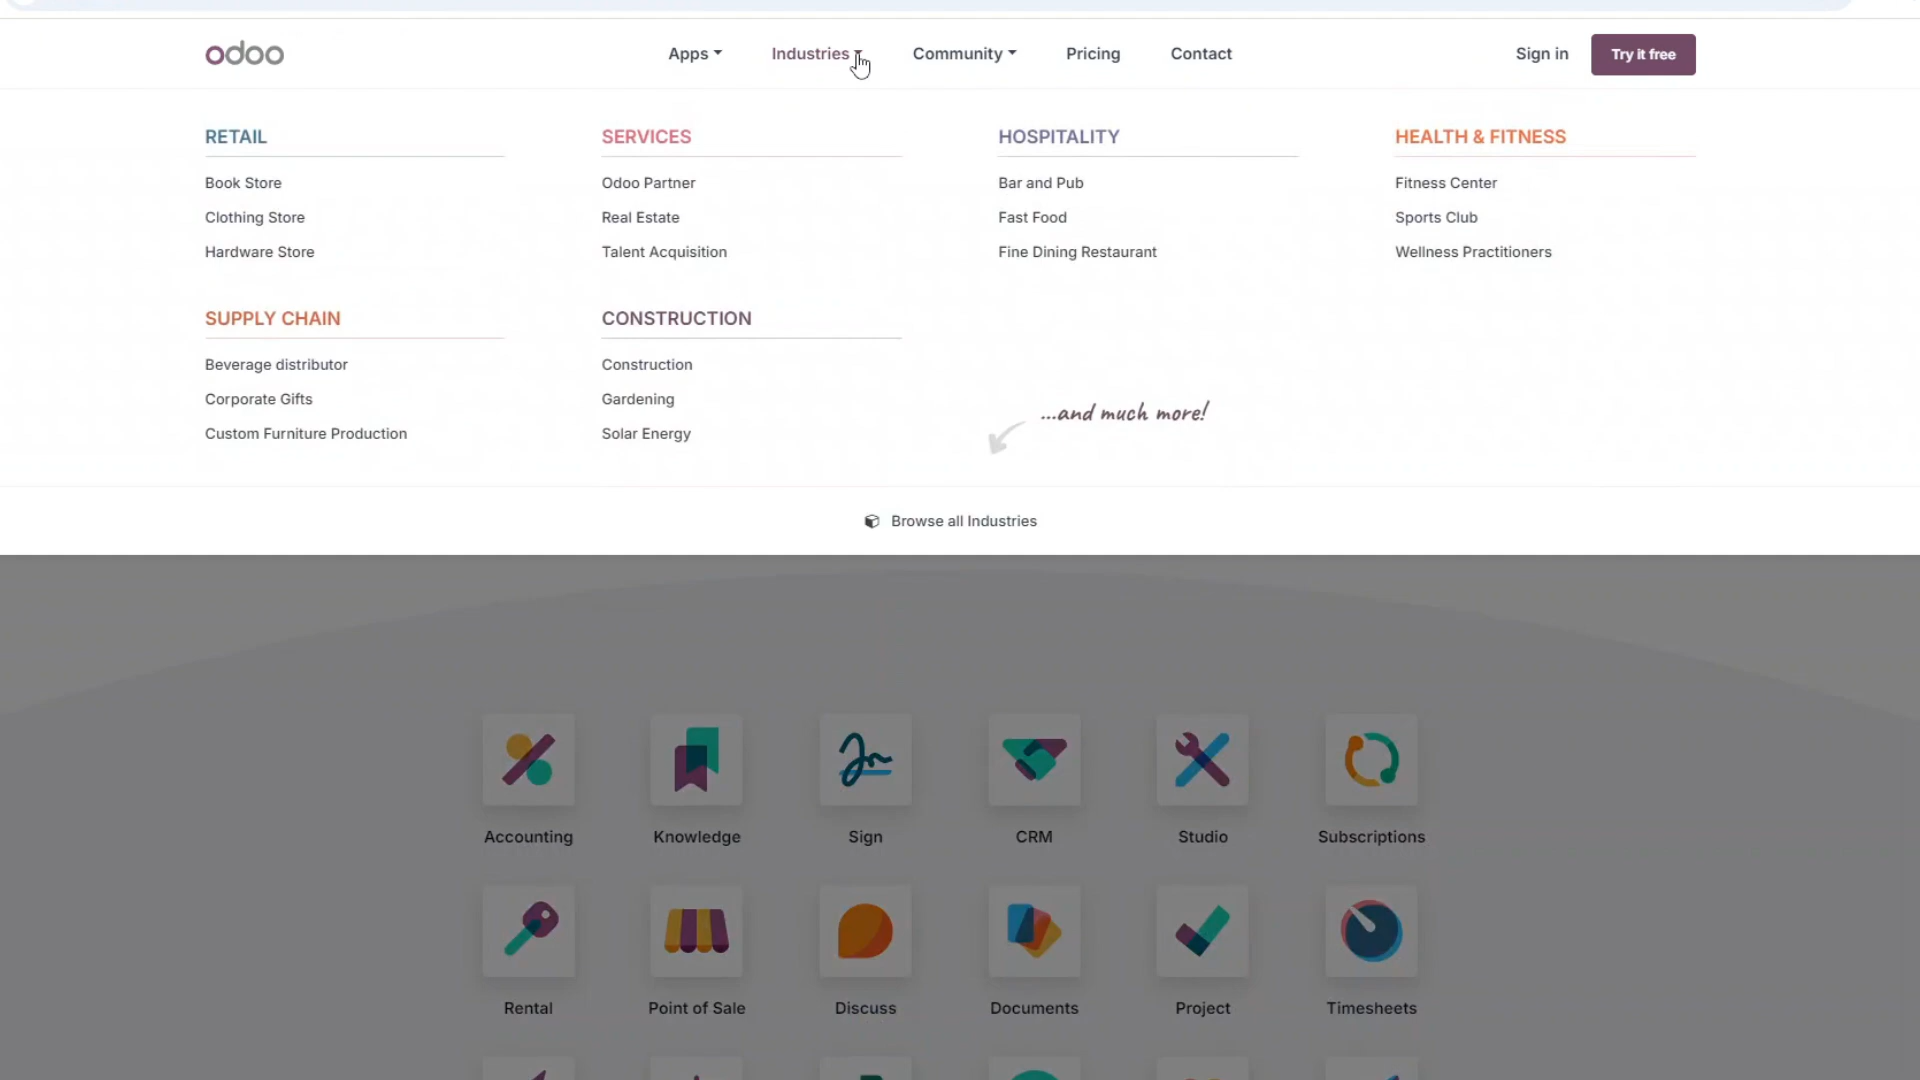 odoo
Apps
Industries
Community
Pricing
Contact
Sign in
Try it free
RETAIL
Book Store
Clothing Store
Hardware Store
SERVICES
Odoo Partner
Real Estate
Talent Acquisition
HOSPITALITY
Bar and Pub
Fast Food
Fine Dining Restaurant
HEALTH & FITNESS
Fitness Center
Sports Club
Wellness Practitioners
SUPPLY CHAIN
Beverage distributor
Corporate Gifts
Custom Furniture Production
CONSTRUCTION
Construction
Gardening
Solar Energy
...and much more!
Browse all Industries
Accounting
Knowledge
Sign
CRM
Studio
Subscriptions
Rental
Point of Sale
Discuss
Documents
Project
Timesheets